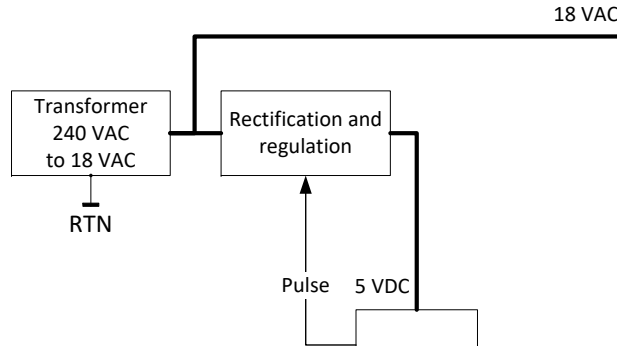 18 VAC
Transformer
240 VAC
to 18 VAC
Rectification and
regulation
RTN
Pulse
5 VDC